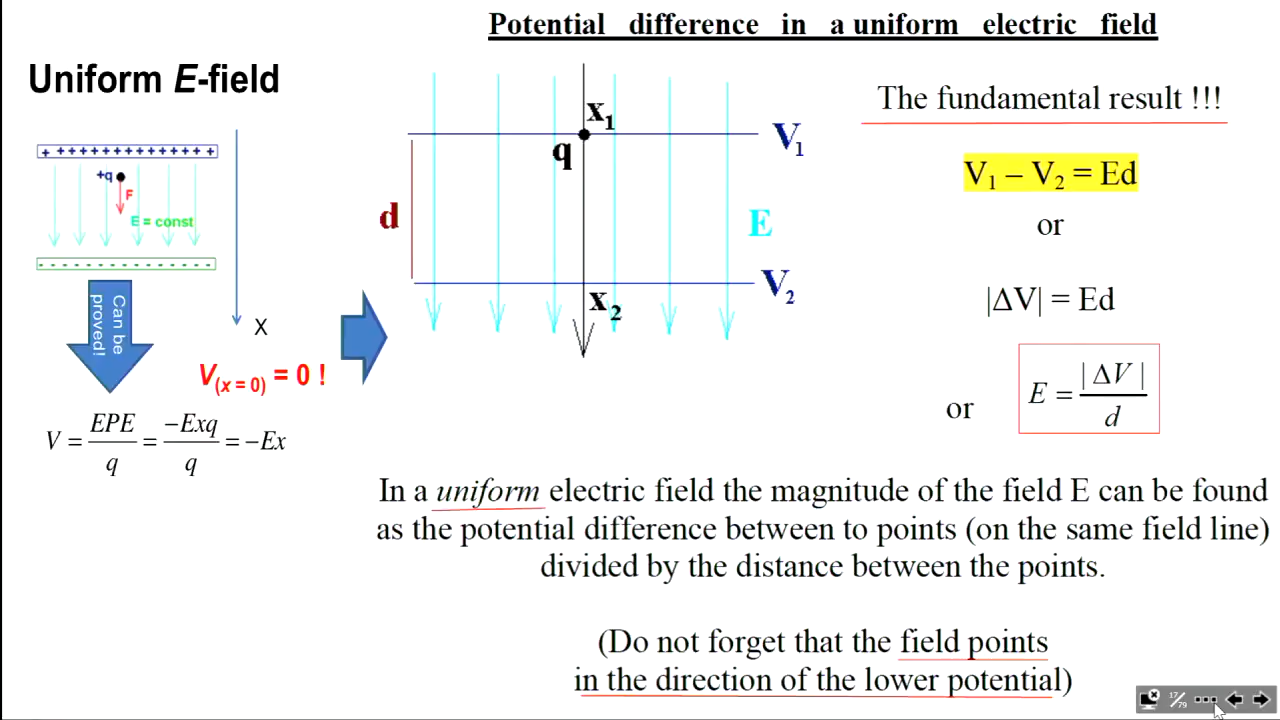 Potential difference in a uniform electric field
Uniform E-field
+ + + + + + + + + + + + + + +
+q
F
E = const
- - - - - - - - - - - - - - - -
Can be
proved!
X
V(x = 0) = 0 !
V = EPE/q = −Exq/q = −Ex
x₁
q
V₁
d
E
x₂
V₂
The fundamental result !!!
V₁ – V₂ = Ed
or
|ΔV| = Ed
or
E = |ΔV|/d
In a uniform electric field the magnitude of the field E can be found
as the potential difference between to points (on the same field line)
divided by the distance between the points.
(Do not forget that the field points
in the direction of the lower potential)
17/79